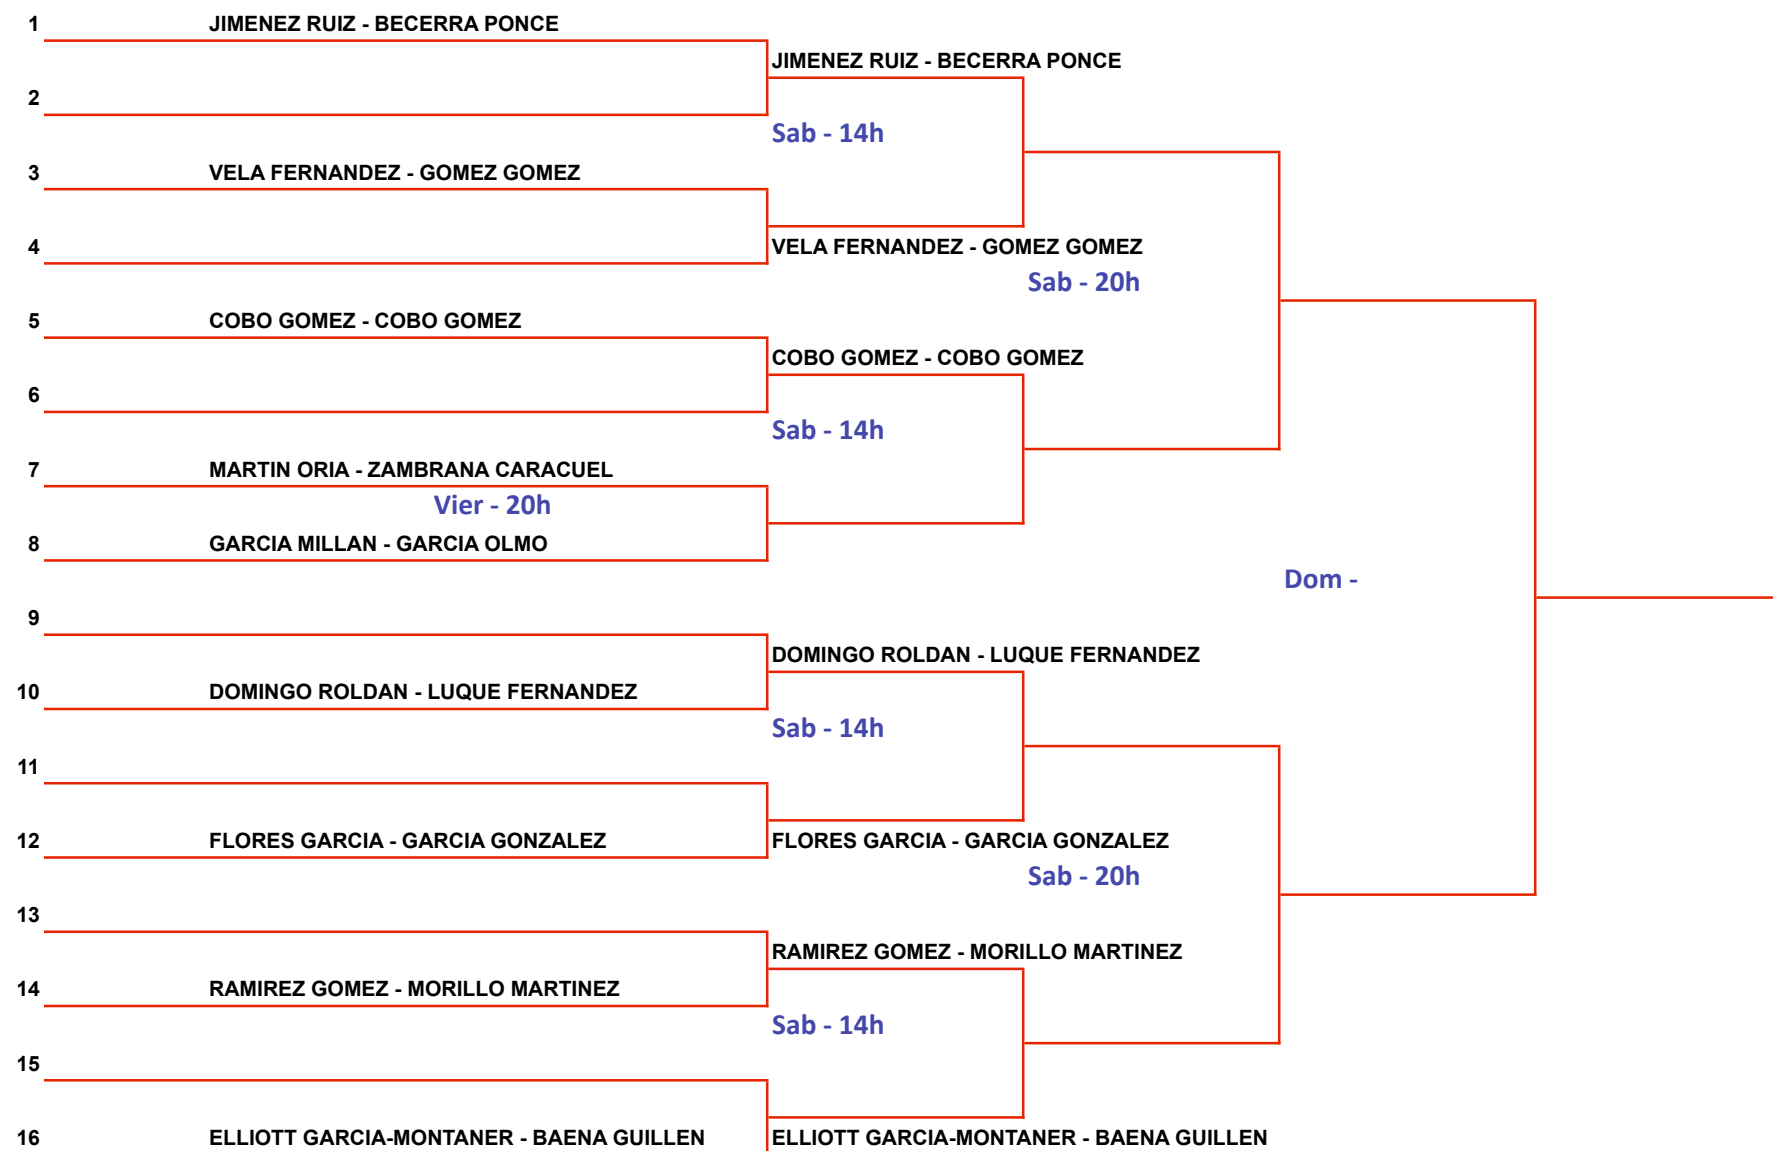 1 JIMENEZ RUIZ - BECERRA PONCE
JIMENEZ RUIZ - BECERRA PONCE
2
Sab - 14h
3 VELA FERNANDEZ - GOMEZ GOMEZ
4 VELA FERNANDEZ - GOMEZ GOMEZ
Sab - 20h
5 COBO GOMEZ - COBO GOMEZ
COBO GOMEZ - COBO GOMEZ
6
Sab - 14h
7 MARTIN ORIA - ZAMBRANA CARACUEL
Vier - 20h
8 GARCIA MILLAN - GARCIA OLMO
Dom -
9
DOMINGO ROLDAN - LUQUE FERNANDEZ
10 DOMINGO ROLDAN - LUQUE FERNANDEZ
Sab - 14h
11
12 FLORES GARCIA - GARCIA GONZALEZ FLORES GARCIA - GARCIA GONZALEZ
Sab - 20h
13
RAMIREZ GOMEZ - MORILLO MARTINEZ
14 RAMIREZ GOMEZ - MORILLO MARTINEZ
Sab - 14h
15
16 ELLIOTT GARCIA-MONTANER - BAENA GUILLEN ELLIOTT GARCIA-MONTANER - BAENA GUILLEN